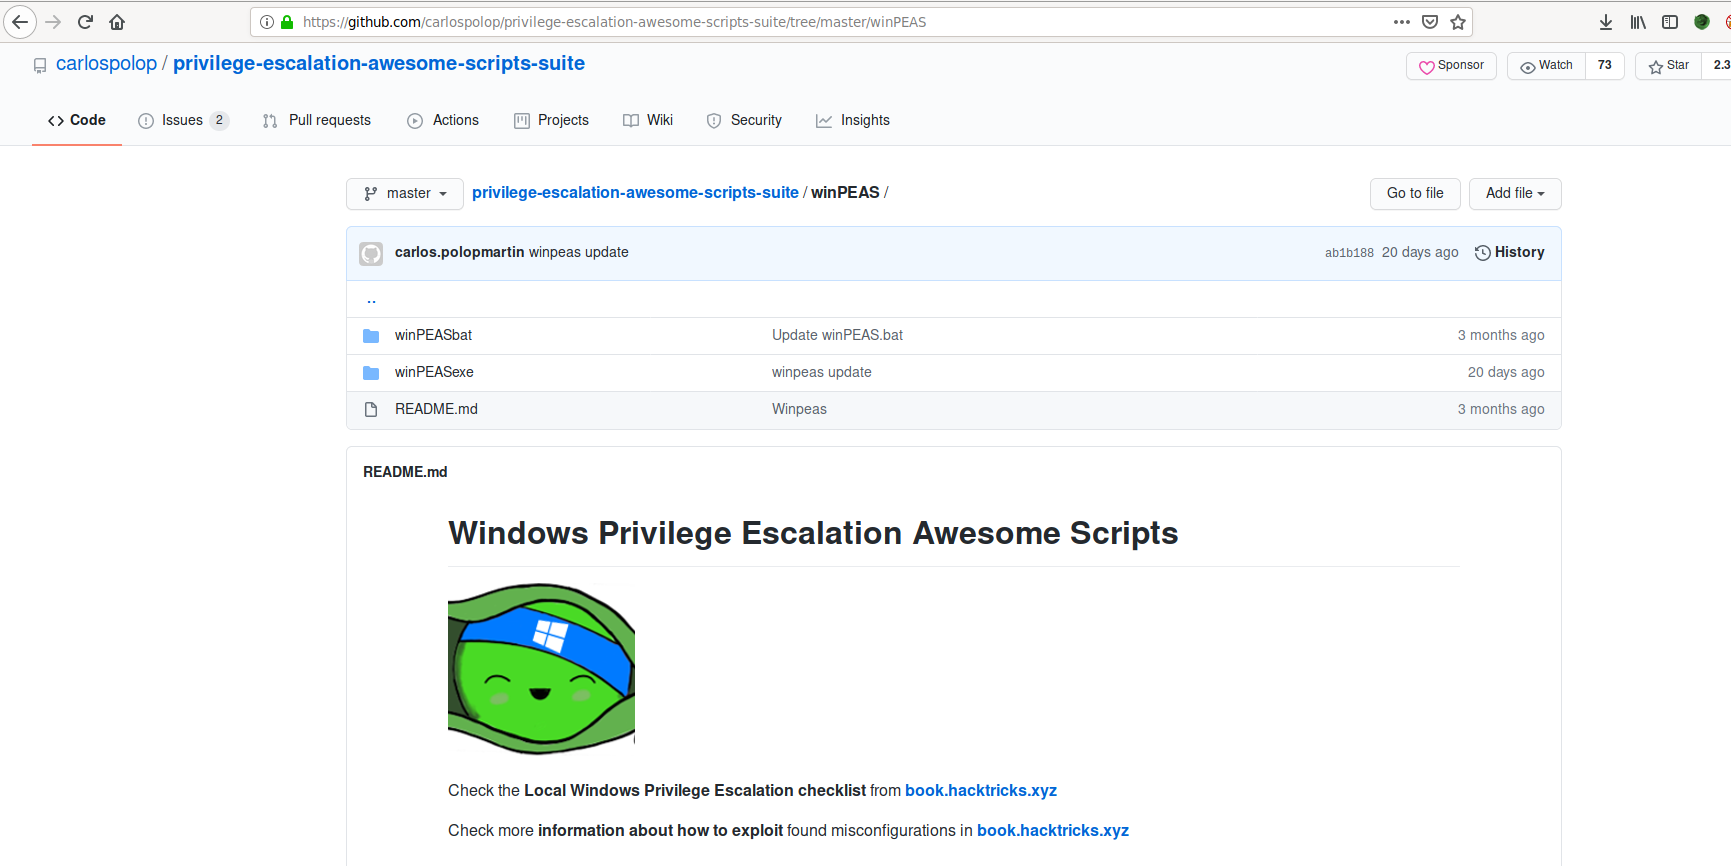 https://github.com/carlospolop/privilege-escalation-awesome-scripts-suite/tree/master/winPEAS
carlospolop / privilege-escalation-awesome-scripts-suite
Sponsor
Watch 73
Star 2.3
Code
Issues 2
Pull requests
Actions
Projects
Wiki
Security
Insights
master
privilege-escalation-awesome-scripts-suite / winPEAS /
Go to file
Add file
carlos.polopmartin winpeas update ab1b188 20 days ago History
..
winPEASbat Update winPEAS.bat 3 months ago
winPEASexe winpeas update 20 days ago
README.md Winpeas 3 months ago
README.md
Windows Privilege Escalation Awesome Scripts
Check the Local Windows Privilege Escalation checklist from book.hacktricks.xyz
Check more information about how to exploit found misconfigurations in book.hacktricks.xyz